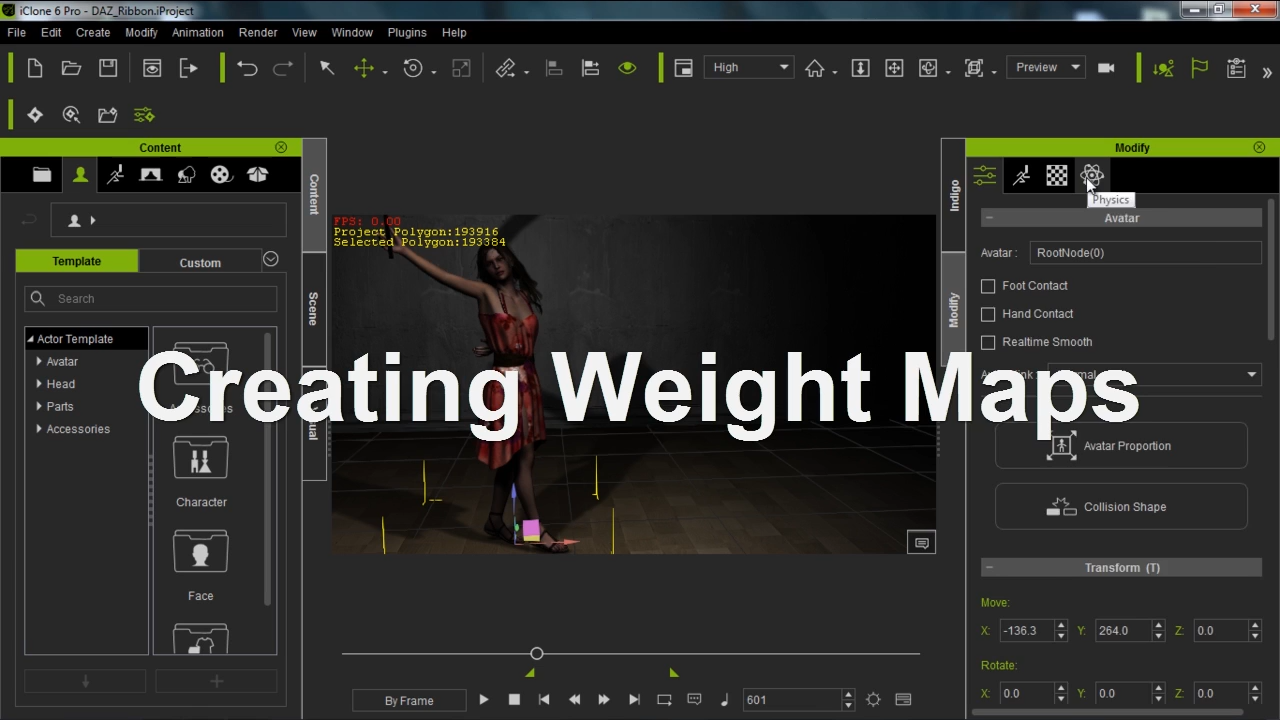 iClone 6 Pro - DAZ_Ribbon.iProject
File Edit Create Modify Animation Render View Window Plugins Help
High
Preview
Content
Modify
Physics
Content
Scene
Indigo
Modify
FPS: 0.00
Project Polygon:193916
Selected Polygon:193384
Avatar
Avatar : RootNode(0)
Template Custom
Search
Foot Contact
Hand Contact
Realtime Smooth
Actor Template
Avatar
Head
Parts
Accessories
Creating Weight Maps
Avatar Proportion
Character
Collision Shape
Face
Transform (T)
Move:
X: -136.3 Y: 264.0 Z: 0.0
Rotate:
X: 0.0 Y: 0.0 Z: 0.0
By Frame
601